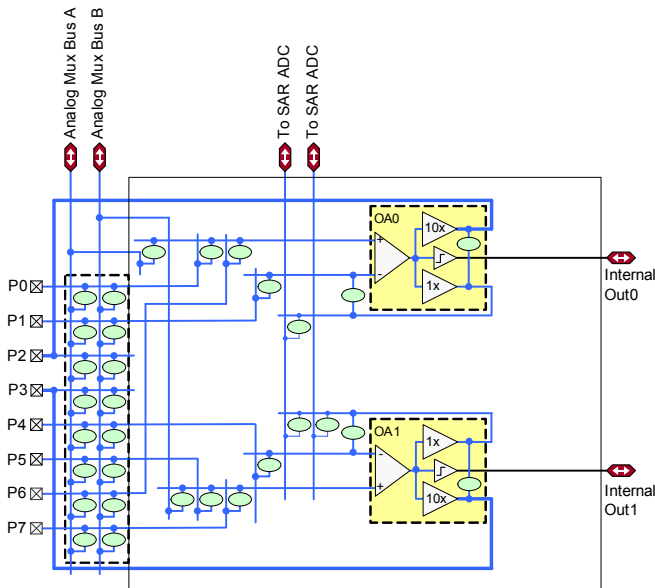 Analog Mux Bus A
Analog Mux Bus B
To SAR ADC
To SAR ADC
OA0
10x
+
-
1x
Internal
Out0
P0
P1
P2
P3
P4
P5
P6
P7
OA1
1x
-
+
10x
Internal
Out1